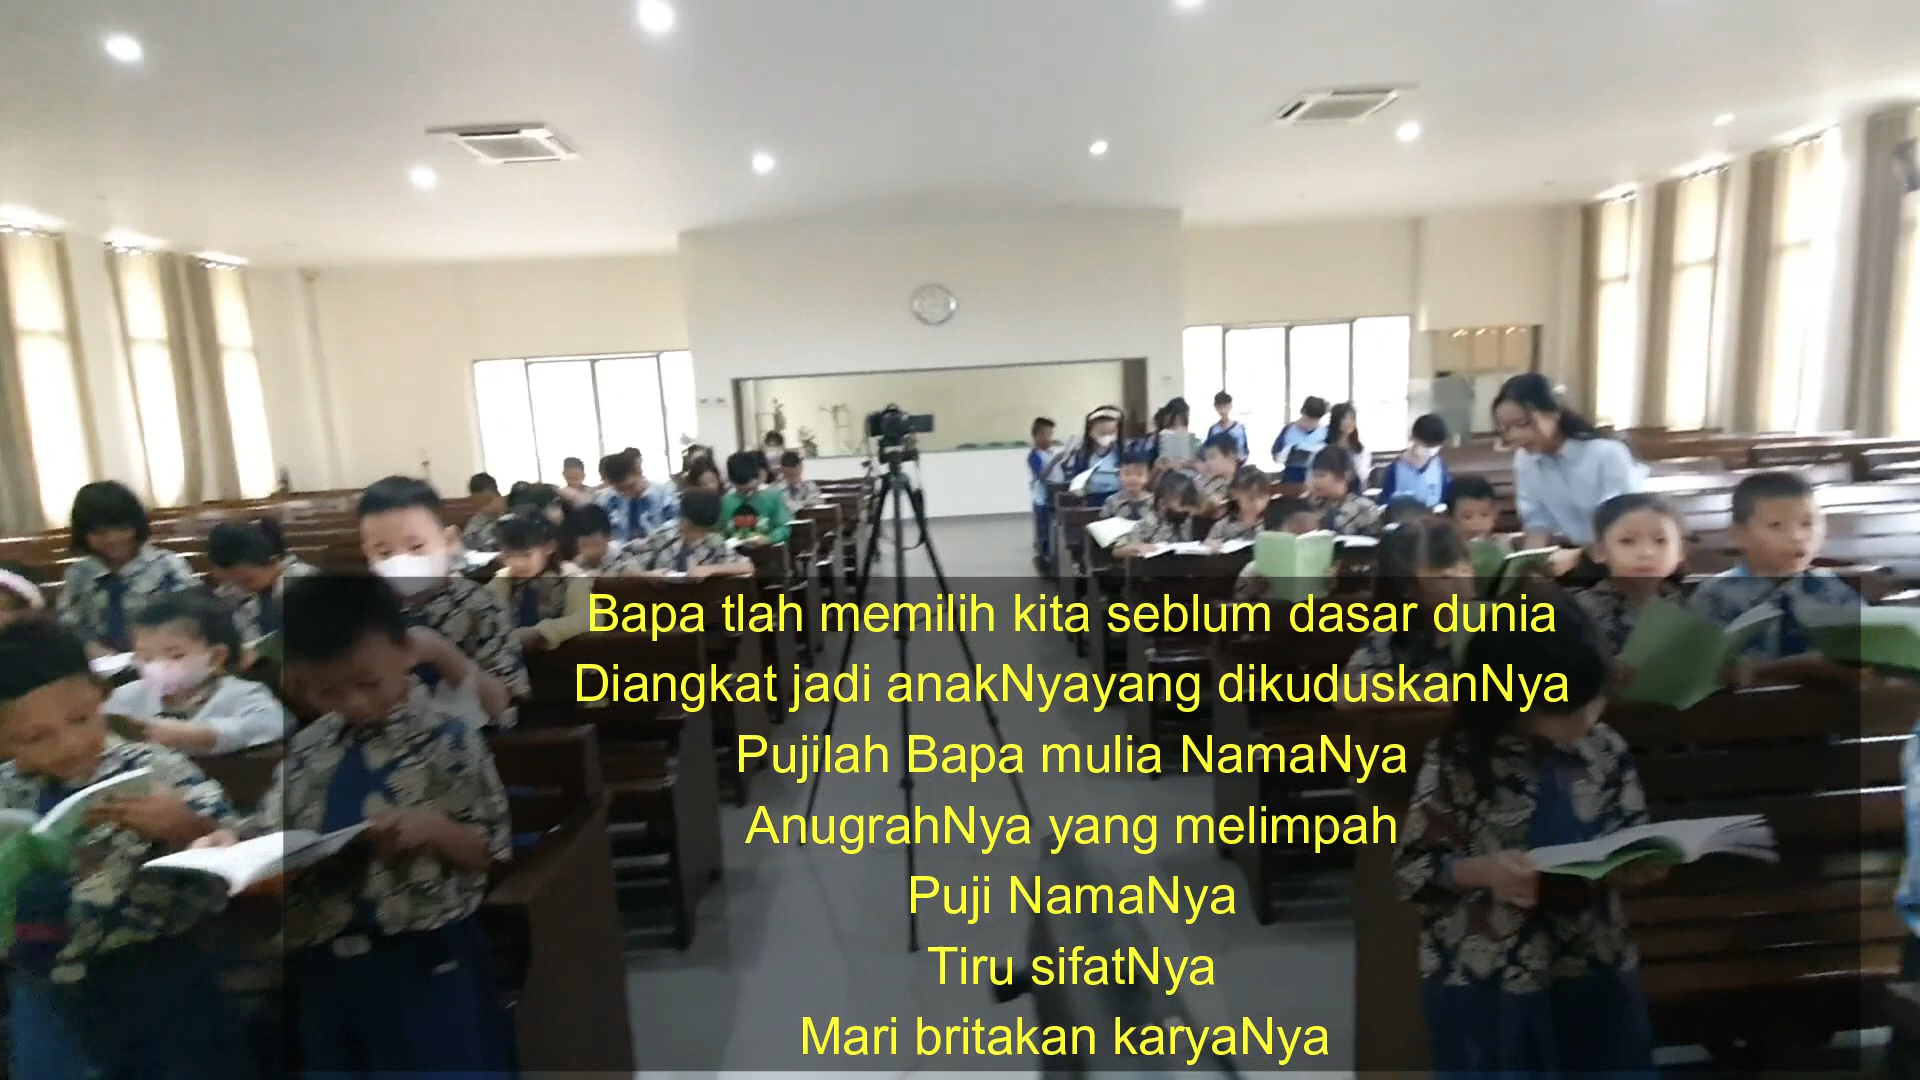 Bapa tlah memilih kita seblum dasar dunia
Diangkat jadi anakNyayang dikuduskanNya
Pujilah Bapa mulia NamaNya
AnugrahNya yang melimpah
Puji NamaNya
Tiru sifatNya
Mari britakan karyaNya